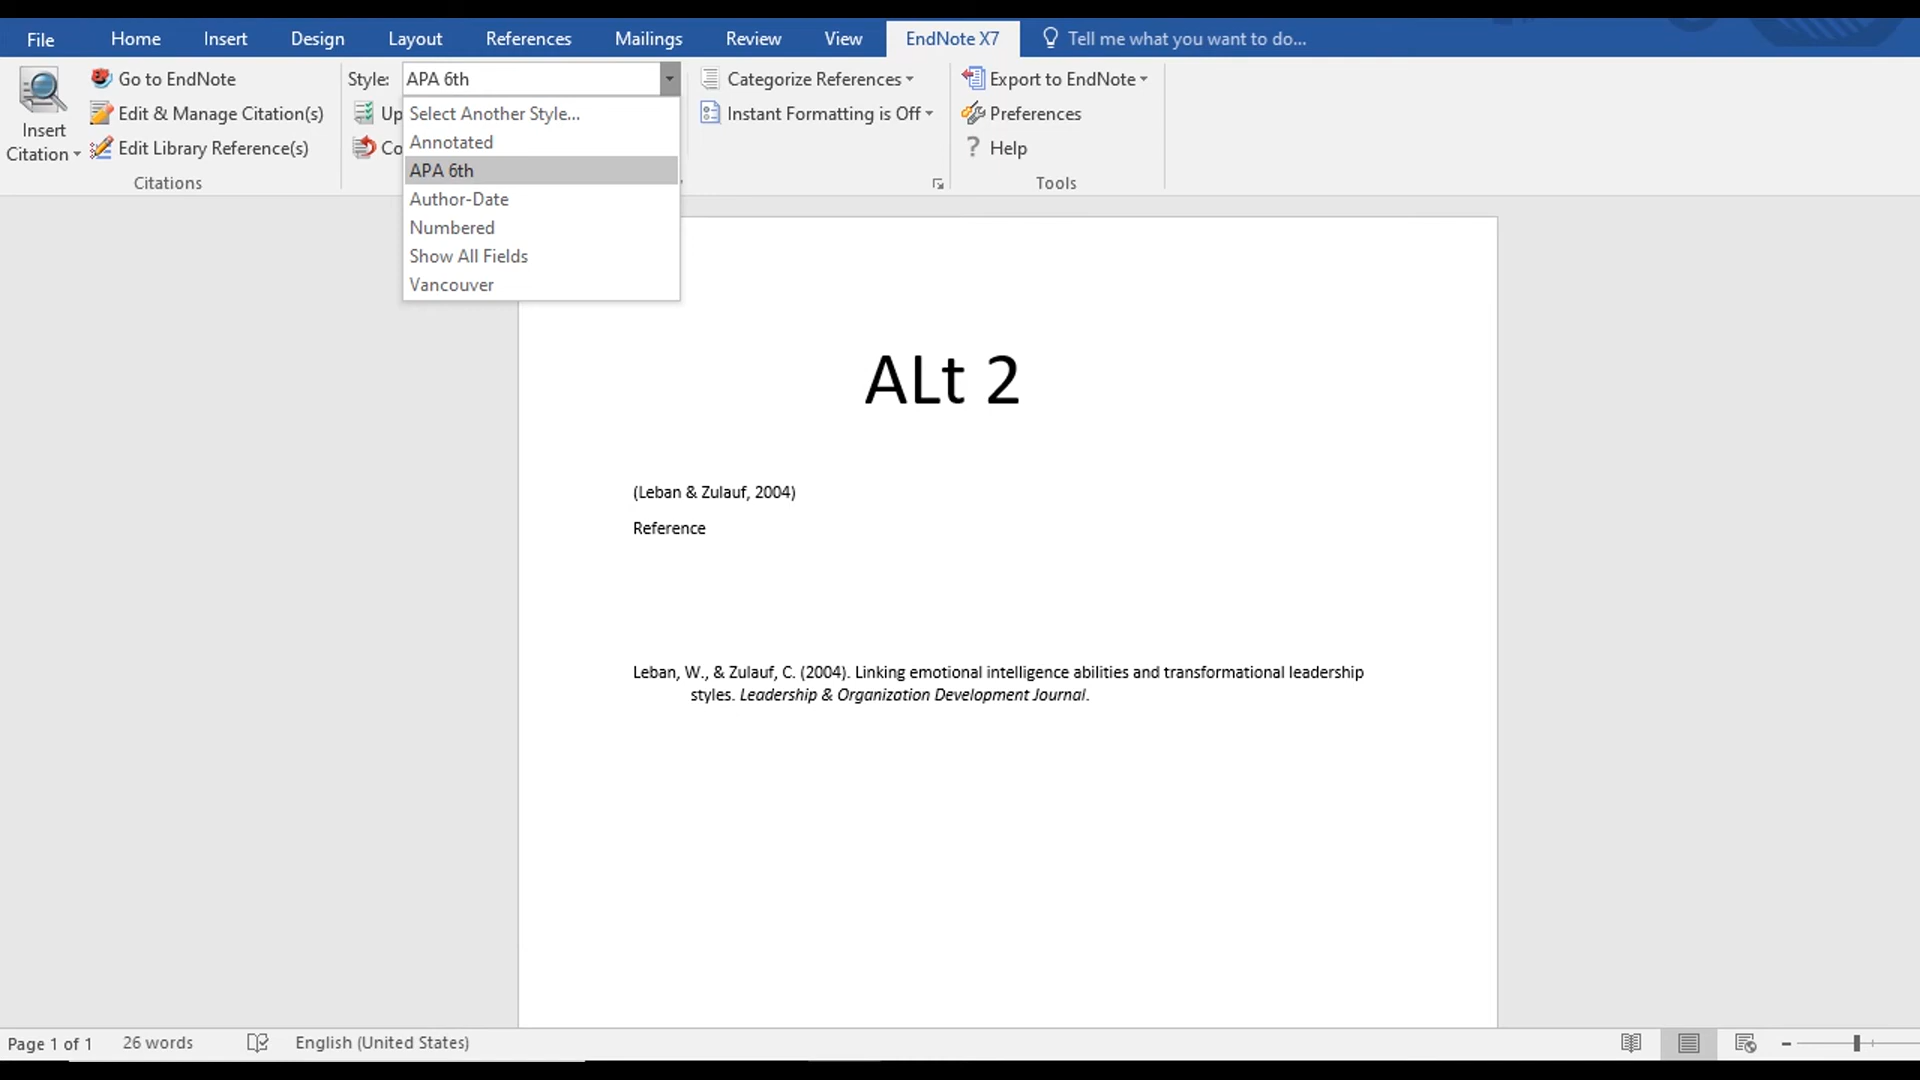 File Home Insert Design Layout References Mailings Review View EndNote X7 Tell me what you want to do...
Insert Citation
Go to EndNote
Edit & Manage Citation(s)
Edit Library Reference(s)
Citations
Style: APA 6th
Up
Co
Select Another Style...
Annotated
APA 6th
Author-Date
Numbered
Show All Fields
Vancouver
Categorize References
Instant Formatting is Off
Export to EndNote
Preferences
? Help
Tools
ALt 2
(Leban & Zulauf, 2004)
Reference
Leban, W., & Zulauf, C. (2004). Linking emotional intelligence abilities and transformational leadership
styles. Leadership & Organization Development Journal.
Page 1 of 1 26 words English (United States)